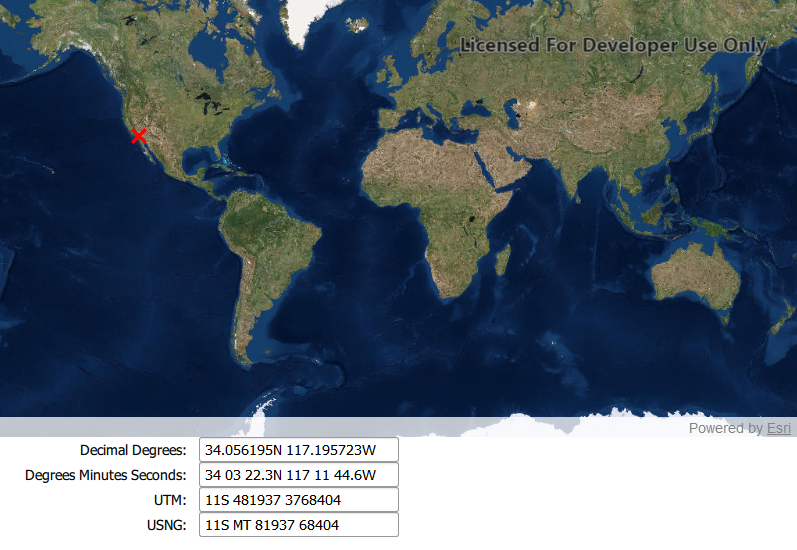 Licensed For Developer Use Only
Powered by Esri
Decimal Degrees: 34.056195N 117.195723W
Degrees Minutes Seconds: 34 03 22.3N 117 11 44.6W
UTM: 11S 481937 3768404
USNG: 11S MT 81937 68404